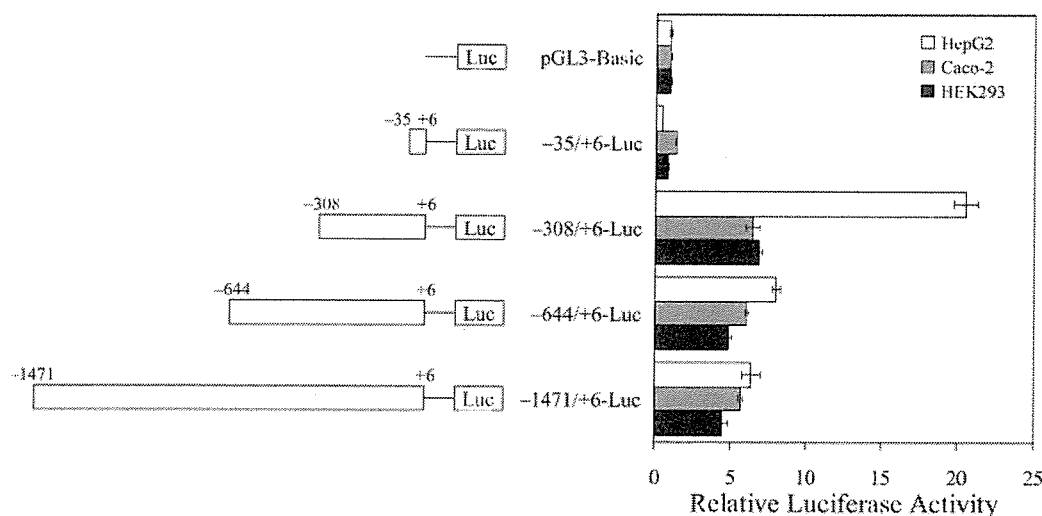 Luc
pGL3-Basic
HepG2
Caco-2
HEK293
–35 +6
Luc
–35/+6-Luc
–308 +6
Luc
–308/+6-Luc
–644 +6
Luc
–644/+6-Luc
–1471 +6
Luc
–1471/+6-Luc
0 5 10 15 20 25
Relative Luciferase Activity